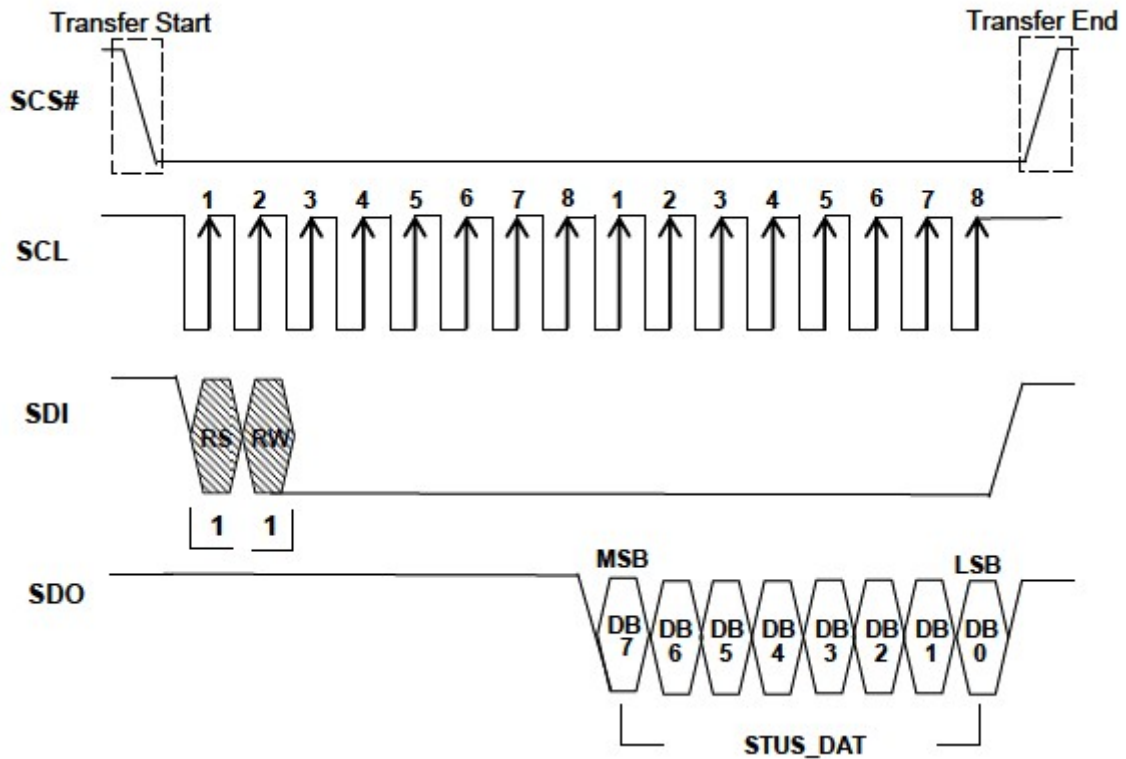 Transfer Start
Transfer End
SCS#
1 2 3 4 5 6 7 8 1 2 3 4 5 6 7 8
SCL
SDI
RS RW
1 1
MSB
LSB
SDO
DB 7
DB 6
DB 5
DB 4
DB 3
DB 2
DB 1
DB 0
STUS_DAT